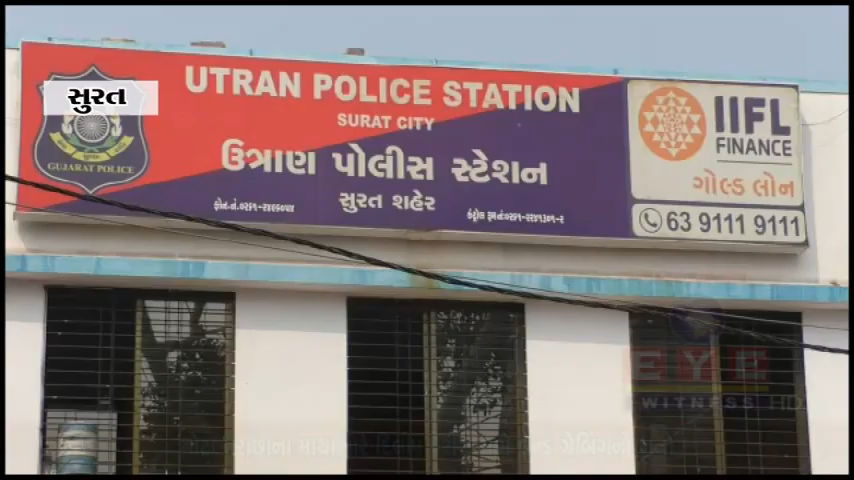 સુરત
UTRAN POLICE STATION
SURAT CITY
ઉત્રાણ પોલીસ સ્ટેશન
સુરત શહેર
GUJARAT POLICE
IIFL
FINANCE
ગોલ્ડ લોન
63 9111 9111
EYE
WITNESS HD